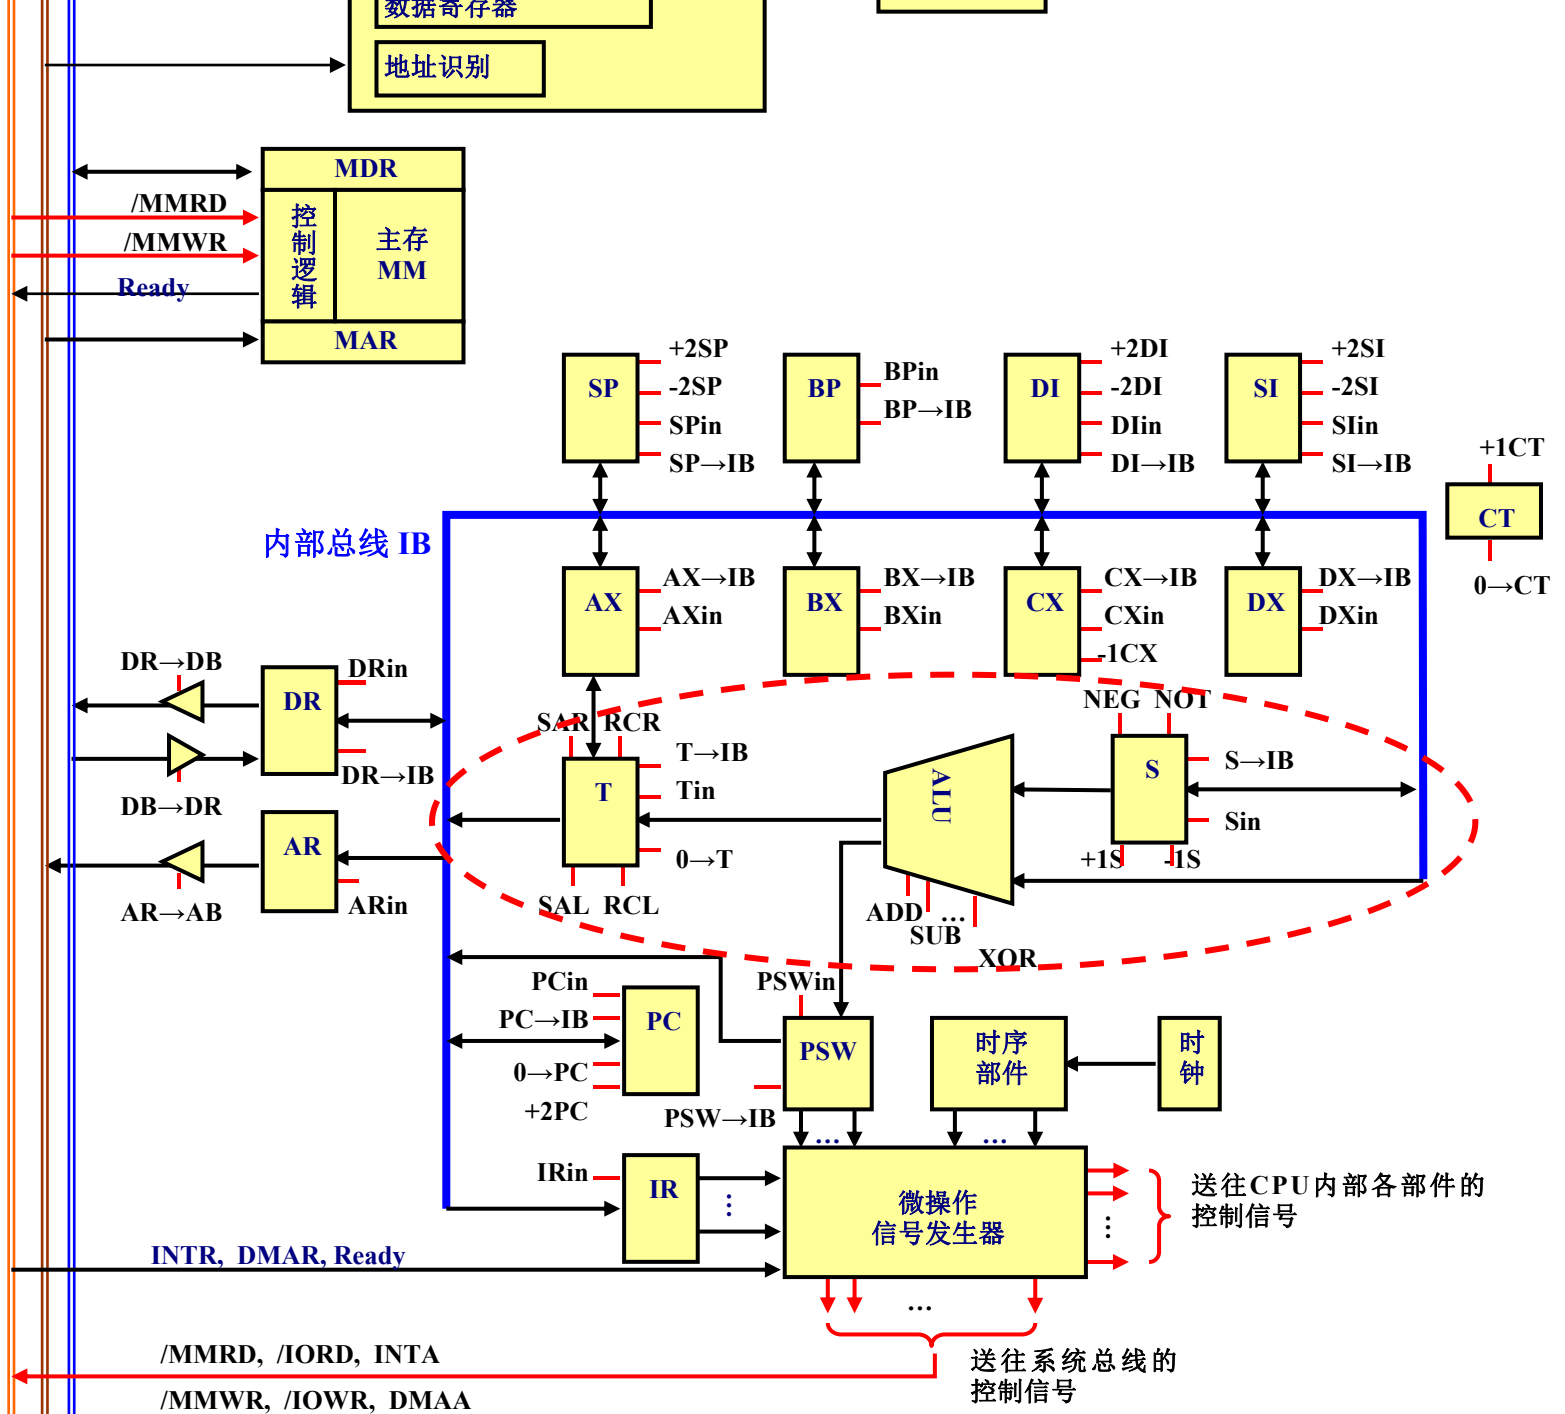 数据寄存器
地址识别
MDR
/MMRD
/MMWR
Ready
控制逻辑
主存
MM
MAR
+2SP
-2SP
SPin
SP→IB
SP
BP
BPin
BP→IB
DI
+2DI
-2DI
DIin
DI→IB
SI
+2SI
-2SI
SIin
SI→IB
+1CT
CT
0→CT
内部总线 IB
AX
AX→IB
AXin
BX
BX→IB
BXin
CX
CX→IB
CXin
-1CX
DX
DX→IB
DXin
DR→DB
DR
DRin
DR→IB
DB→DR
AR
AR→AB
ARin
SAR RCR
T
T→IB
Tin
0→T
SAL RCL
ALU
ADD
SUB
...
XOR
NEG NOT
S
S→IB
Sin
+1S
-1S
PCin
PC→IB
0→PC
+2PC
PC
PSWin
PSW
PSW→IB
时序
部件
时
钟
...
...
IRin
IR
...
微操作
信号发生器
...
送往CPU内部各部件的
控制信号
INTR, DMAR, Ready
...
送往系统总线的
控制信号
/MMRD, /IORD, INTA
/MMWR, /IOWR, DMAA